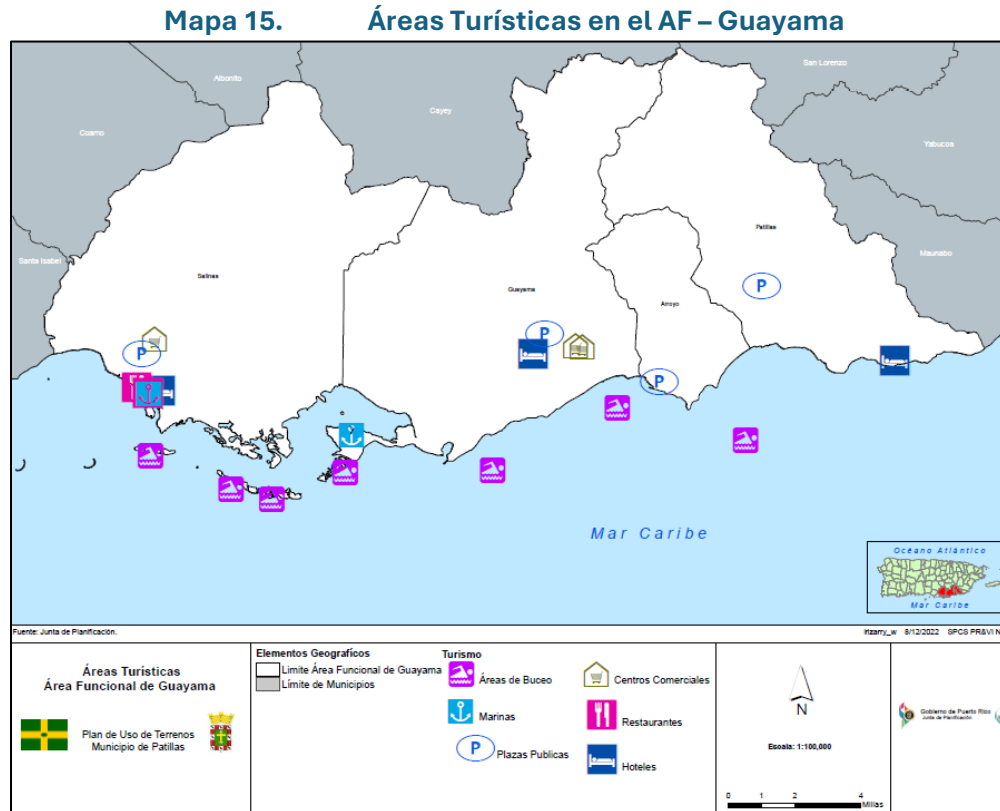 Mapa 15. Áreas Turísticas en el AF – Guayama
San Lorenzo
Aibonito
Cayey
Coamo
Yabucoa
Patillas
Maunabo
Santa Isabel
Salinas
Guayama
Arroyo
P
P
P
P
Mar Caribe
Océano Atlántico
Mar Caribe
Fuente: Junta de Planificación.
irizarry_w 8/12/2022 SPCS PR&VI N
Áreas Turísticas
Área Funcional de Guayama
Plan de Uso de Terrenos
Municipio de Patillas
Elementos Geografícos
Limite Área Funcional de Guayama
Límite de Municipios
Turismo
Áreas de Buceo
Marinas
P Plazas Publicas
Centros Comerciales
Restaurantes
Hoteles
N
Escala: 1:100,000
0 1 2 4
Millas
Gobierno de Puerto Rico
Junta de Planificación